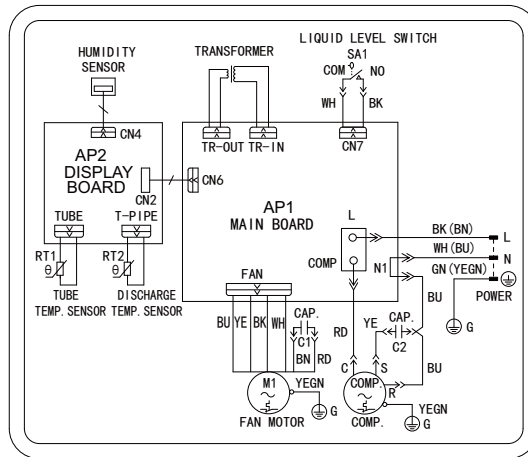 LIQUID LEVEL SWITCH
HUMIDITY
SENSOR
TRANSFORMER
SA1
COM
NO
WH
BK
CN4
TR-OUT
TR-IN
CN7
AP2
DISPLAY
BOARD
CN2
CN6
AP1
MAIN BOARD
L
BK(BN)
L
TUBE
T-PIPE
WH(BU)
N
COMP
N1
GN(YEGN)
RT1
θ
RT2
θ
FAN
POWER
TUBE
TEMP. SENSOR
DISCHARGE
TEMP. SENSOR
BU
YE
BK
WH
CAP.
C1
BN
RD
RD
YE
CAP.
C2
BU
G
BU
M1
YEGN
G
FAN MOTOR
C
S
COMP.
R
YEGN
G
COMP.